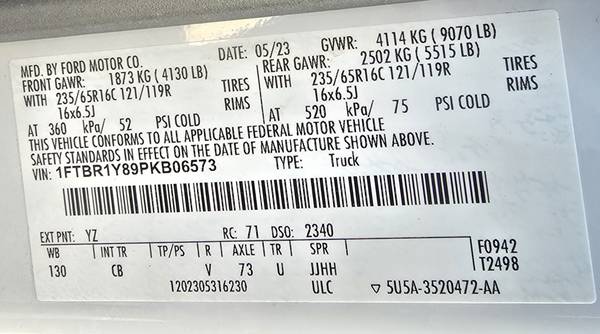 MFD. BY FORD MOTOR CO. DATE: 05/23 GVWR: 4114 KG ( 9070 LB)
FRONT GAWR: 1873 KG ( 4130 LB) REAR GAWR: 2502 KG ( 5515 LB)
WITH 235/65R16C 121/119R TIRES WITH 235/65R16C 121/119R TIRES
16x6.5J RIMS 16x6.5J RIMS
AT 360 kPa/ 52 PSI COLD AT 520 kPa/ 75 PSI COLD
THIS VEHICLE CONFORMS TO ALL APPLICABLE FEDERAL MOTOR VEHICLE
SAFETY STANDARDS IN EFFECT ON THE DATE OF MANUFACTURE SHOWN ABOVE.
VIN: 1FTBR1Y89PKB06573 TYPE: Truck
EXT PNT: YZ RC: 71 DSO: 2340
WB INT TR TP/PS R AXLE TR SPR F0942
130 CB V 73 U JJHH T2498
1202305316230 ULC ▽ 5U5A-3520472-AA